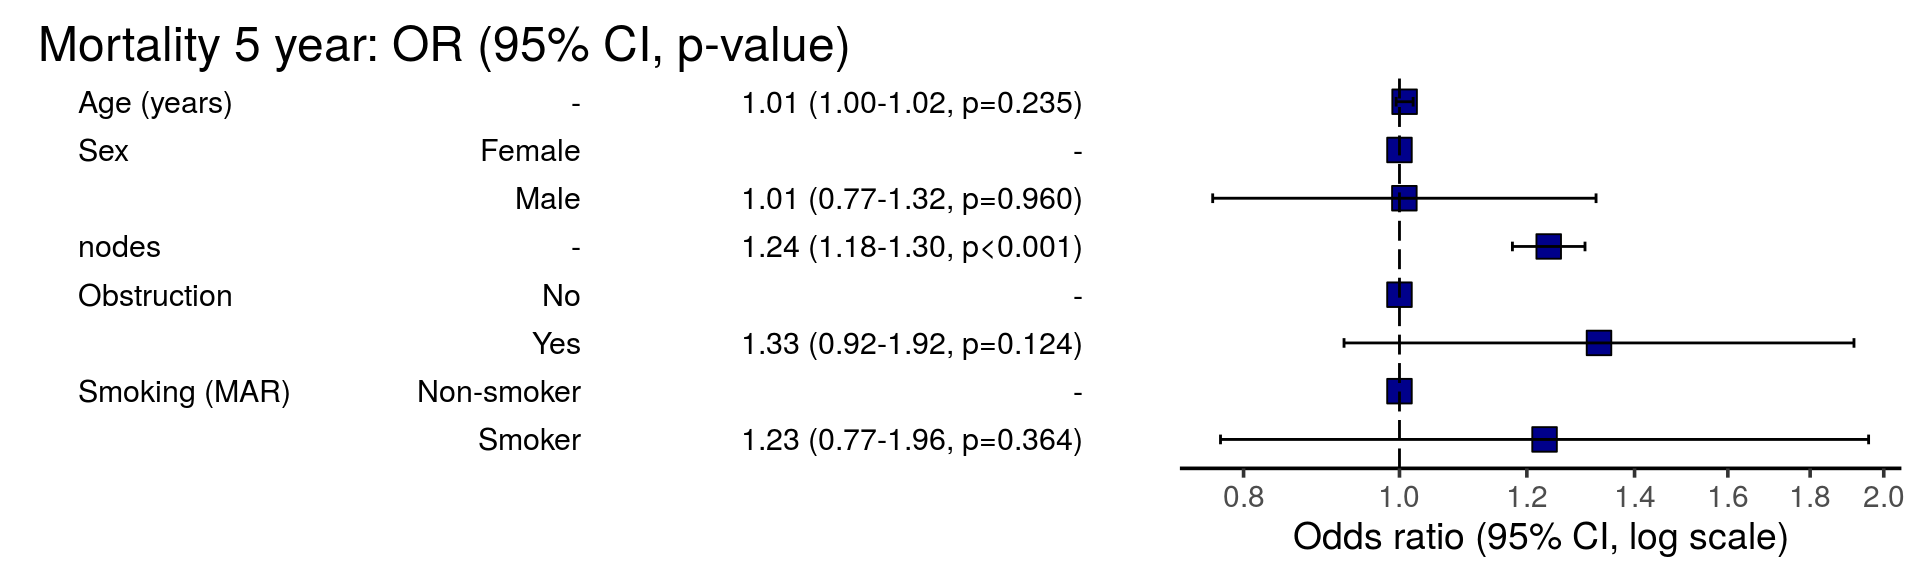 Mortality 5 year: OR (95% CI, p-value)
Age (years) - 1.01 (1.00-1.02, p=0.235)
Sex Female -
Male 1.01 (0.77-1.32, p=0.960)
nodes - 1.24 (1.18-1.30, p<0.001)
Obstruction No -
Yes 1.33 (0.92-1.92, p=0.124)
Smoking (MAR) Non-smoker -
Smoker 1.23 (0.77-1.96, p=0.364)
0.8 1.0 1.2 1.4 1.6 1.8 2.0
Odds ratio (95% CI, log scale)